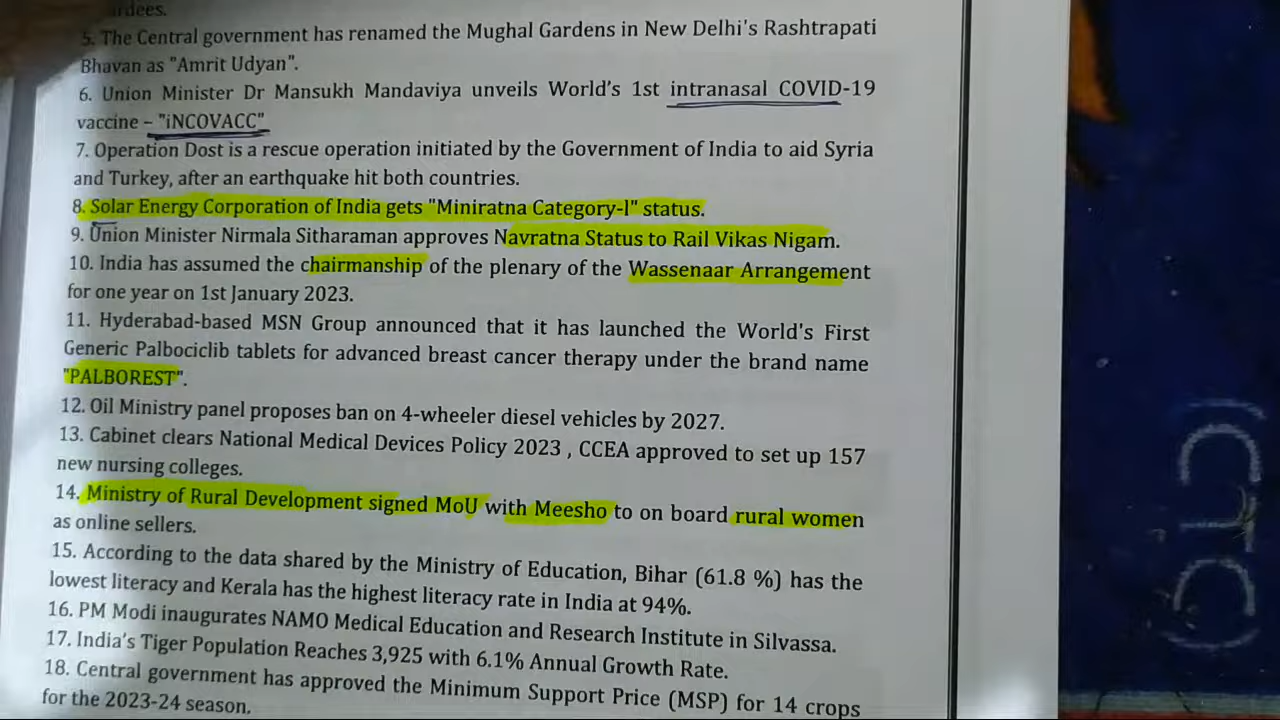 5. The Central government has renamed the Mughal Gardens in New Delhi's Rashtrapati
Bhavan as "Amrit Udyan".
6. Union Minister Dr Mansukh Mandaviya unveils World's 1st intranasal COVID-19
vaccine – "iNCOVACC"
7. Operation Dost is a rescue operation initiated by the Government of India to aid Syria
and Turkey, after an earthquake hit both countries.
8. Solar Energy Corporation of India gets "Miniratna Category-l" status.
9. Union Minister Nirmala Sitharaman approves Navratna Status to Rail Vikas Nigam.
10. India has assumed the chairmanship of the plenary of the Wassenaar Arrangement
for one year on 1st January 2023.
11. Hyderabad-based MSN Group announced that it has launched the World's First
Generic Palbociclib tablets for advanced breast cancer therapy under the brand name
"PALBOREST".
12. Oil Ministry panel proposes ban on 4-wheeler diesel vehicles by 2027.
13. Cabinet clears National Medical Devices Policy 2023 , CCEA approved to set up 157
new nursing colleges.
14. Ministry of Rural Development signed MoU with Meesho to on board rural women
as online sellers.
15. According to the data shared by the Ministry of Education, Bihar (61.8 %) has the
lowest literacy and Kerala has the highest literacy rate in India at 94%.
16. PM Modi inaugurates NAMO Medical Education and Research Institute in Silvassa.
17. India's Tiger Population Reaches 3,925 with 6.1% Annual Growth Rate.
18. Central government has approved the Minimum Support Price (MSP) for 14 crops
for the 2023-24 season.